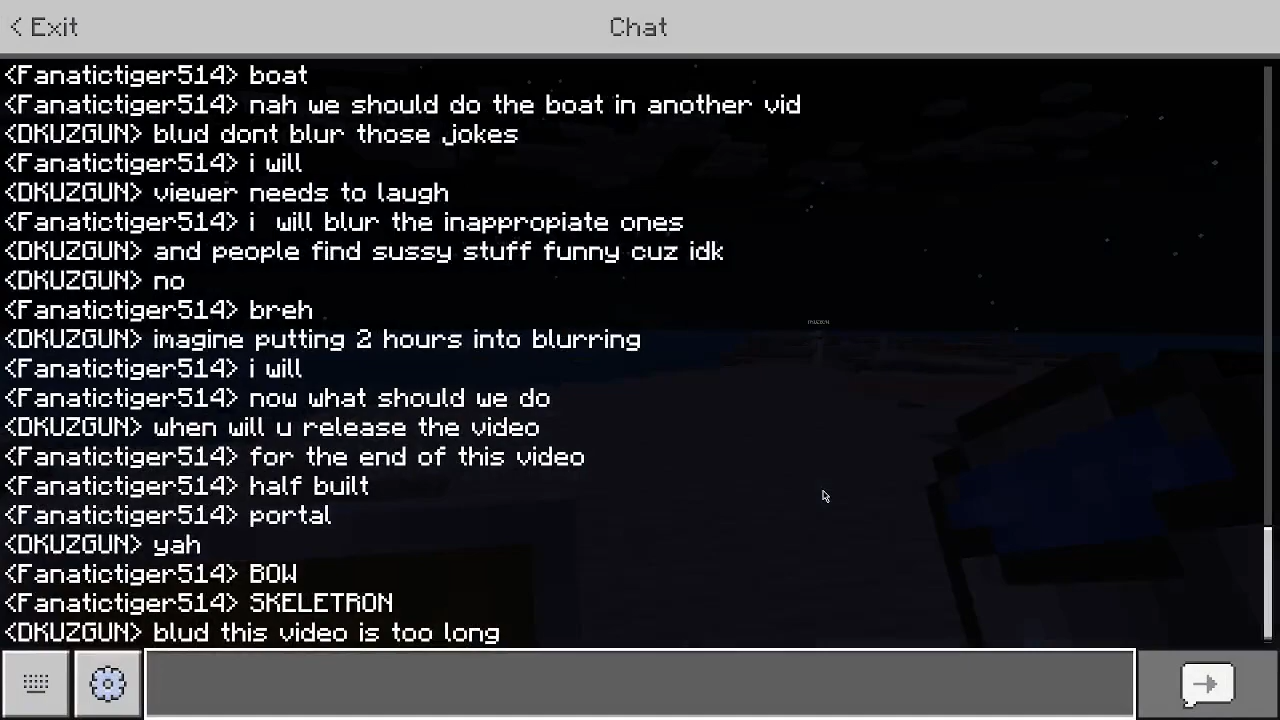 < Exit
Chat
<Fanatictiger514> boat
<Fanatictiger514> nah we should do the boat in another vid
<DKUZGUN> blud dont blur those jokes
<Fanatictiger514> i will
<DKUZGUN> viewer needs to laugh
<Fanatictiger514> i  will blur the inappropiate ones
<DKUZGUN> and people find sussy stuff funny cuz idk
<DKUZGUN> no
<Fanatictiger514> breh
<DKUZGUN> imagine putting 2 hours into blurring
<Fanatictiger514> i will
<Fanatictiger514> now what should we do
<DKUZGUN> when will u release the video
<Fanatictiger514> for the end of this video
<Fanatictiger514> half built
<Fanatictiger514> portal
<DKUZGUN> yah
<Fanatictiger514> BOW
<Fanatictiger514> SKELETRON
<DKUZGUN> blud this video is too long